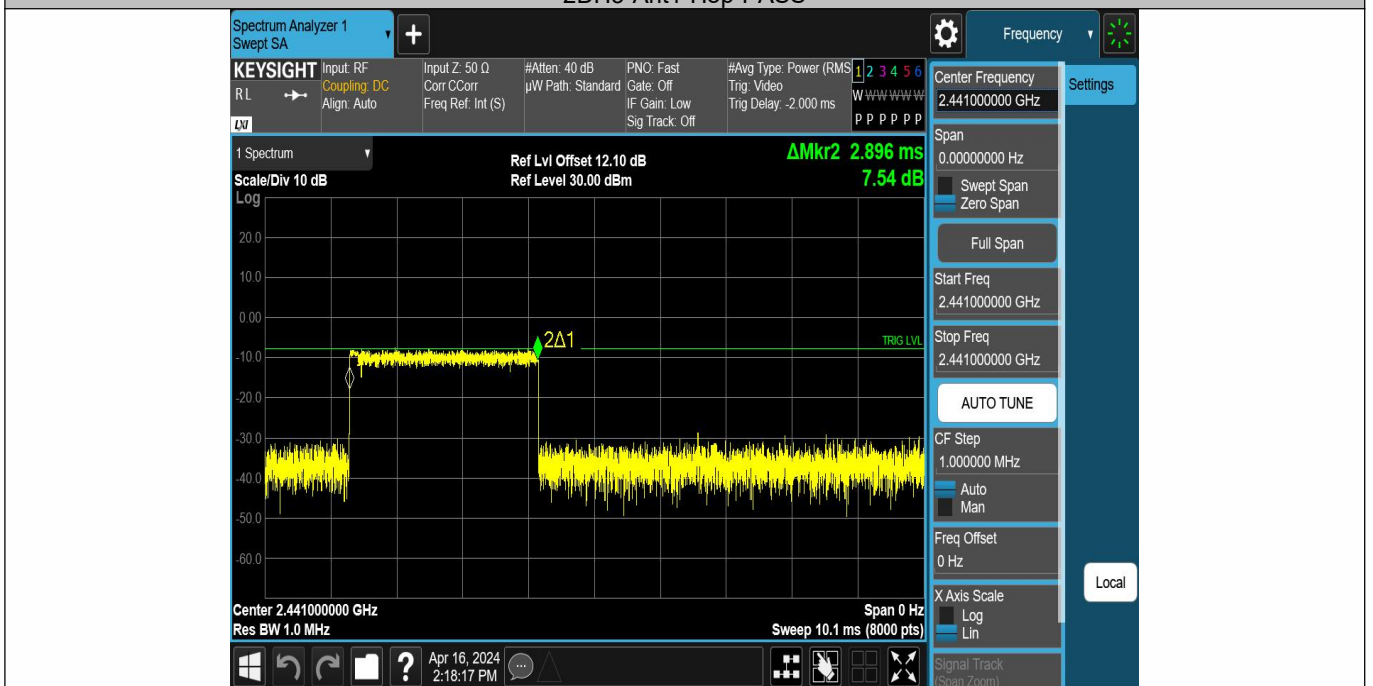 Spectrum Analyzer 1
Swept SA
+
Frequency
KEYSIGHT
RL
LXI
Input: RF
Coupling: DC
Align: Auto
Input Z: 50 Ω
Corr CCorr
Freq Ref: Int (S)
#Atten: 40 dB
µW Path: Standard
PNO: Fast
Gate: Off
IF Gain: Low
Sig Track: Off
#Avg Type: Power (RMS
Trig: Video
Trig Delay: -2.000 ms
1 2 3 4 5 6
W W W W W W
P P P P P P
Center Frequency
2.441000000 GHz
Settings
1 Spectrum
Scale/Div 10 dB
Log
Ref Lvl Offset 12.10 dB
Ref Level 30.00 dBm
ΔMkr2 2.896 ms
7.54 dB
Span
0.00000000 Hz
Swept Span
Zero Span
Full Span
Start Freq
2.441000000 GHz
Stop Freq
2.441000000 GHz
AUTO TUNE
CF Step
1.000000 MHz
Auto
Man
Freq Offset
0 Hz
X Axis Scale
Log
Lin
Signal Track
(Span Zoom)
Local
20.0
10.0
0.00
-10.0
-20.0
-30.0
-40.0
-50.0
-60.0
2Δ1
TRIG LVL
Center 2.441000000 GHz
Res BW 1.0 MHz
Span 0 Hz
Sweep 10.1 ms (8000 pts)
?
Apr 16, 2024
2:18:17 PM